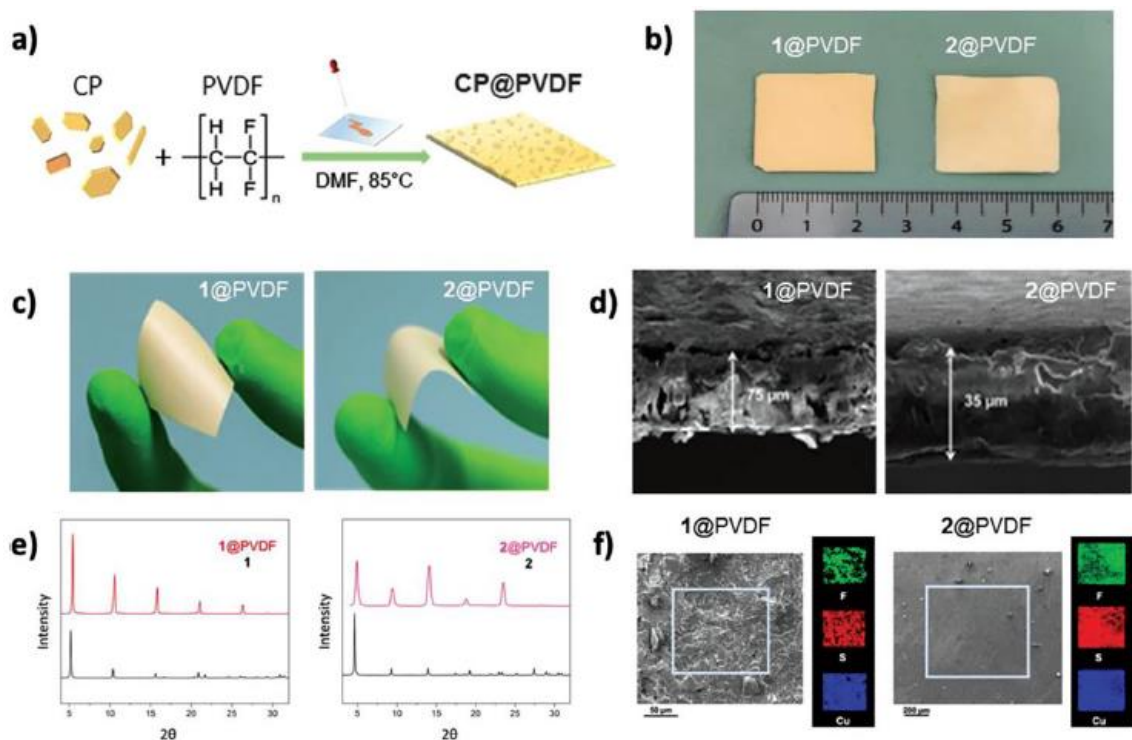 a)
CP
PVDF
CP@PVDF
H F
+
C C
n
H F
DMF, 85°C
b)
1@PVDF
2@PVDF
0 1 2 3 4 5 6 7
c)
1@PVDF
2@PVDF
d)
1@PVDF
75 µm
2@PVDF
35 µm
e)
Intensity
1@PVDF
1
5 10 15 20 25 30
2θ
Intensity
2@PVDF
2
5 10 15 20 25 30
2θ
f)
1@PVDF
50 µm
F
S
Cu
2@PVDF
200 µm
F
S
Cu